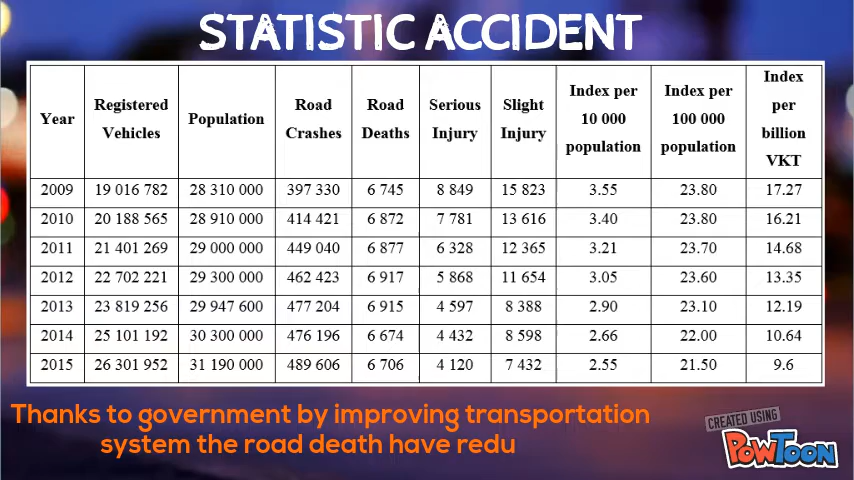 STATISTIC ACCIDENT
Year Registered Vehicles Population Road Crashes Road Deaths Serious Injury Slight Injury Index per 10 000 population Index per 100 000 population Index per billion VKT
2009 19 016 782 28 310 000 397 330 6 745 8 849 15 823 3.55 23.80 17.27
2010 20 188 565 28 910 000 414 421 6 872 7 781 13 616 3.40 23.80 16.21
2011 21 401 269 29 000 000 449 040 6 877 6 328 12 365 3.21 23.70 14.68
2012 22 702 221 29 300 000 462 423 6 917 5 868 11 654 3.05 23.60 13.35
2013 23 819 256 29 947 600 477 204 6 915 4 597 8 388 2.90 23.10 12.19
2014 25 101 192 30 300 000 476 196 6 674 4 432 8 598 2.66 22.00 10.64
2015 26 301 952 31 190 000 489 606 6 706 4 120 7 432 2.55 21.50 9.6
Thanks to government by improving transportation
system the road death have redu
CREATED USING
POWTOON